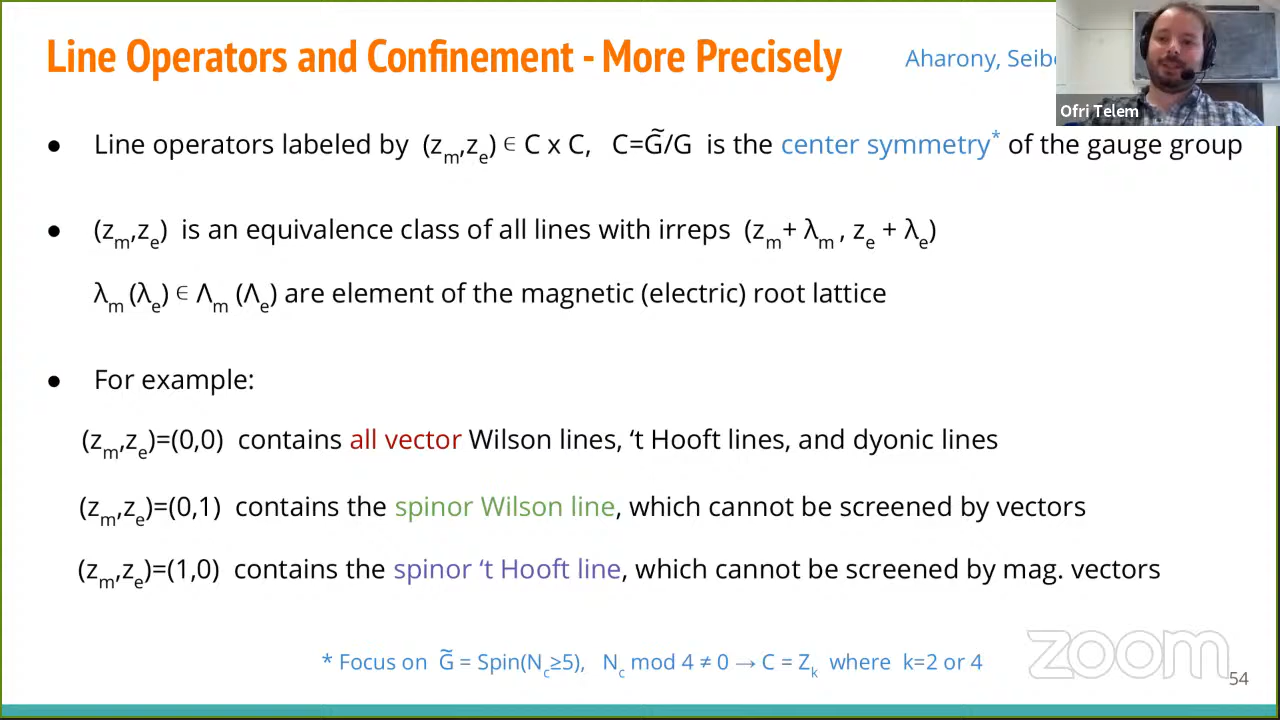 Line Operators and Confinement - More Precisely
Aharony, Seibe
Ofri Telem
● Line operators labeled by (zₘ,zₑ) ∈ C x C, C=G̃/G is the center symmetry* of the gauge group
● (zₘ,zₑ) is an equivalence class of all lines with irreps (zₘ+ λₘ , zₑ + λₑ)
λₘ (λₑ) ∈ Λₘ (Λₑ) are element of the magnetic (electric) root lattice
● For example:
(zₘ,zₑ)=(0,0) contains all vector Wilson lines, ‘t Hooft lines, and dyonic lines
(zₘ,zₑ)=(0,1) contains the spinor Wilson line, which cannot be screened by vectors
(zₘ,zₑ)=(1,0) contains the spinor ‘t Hooft line, which cannot be screened by mag. vectors
* Focus on G̃ = Spin(N_c≥5), N_c mod 4 ≠ 0 → C = Zₖ where k=2 or 4
zoom
54